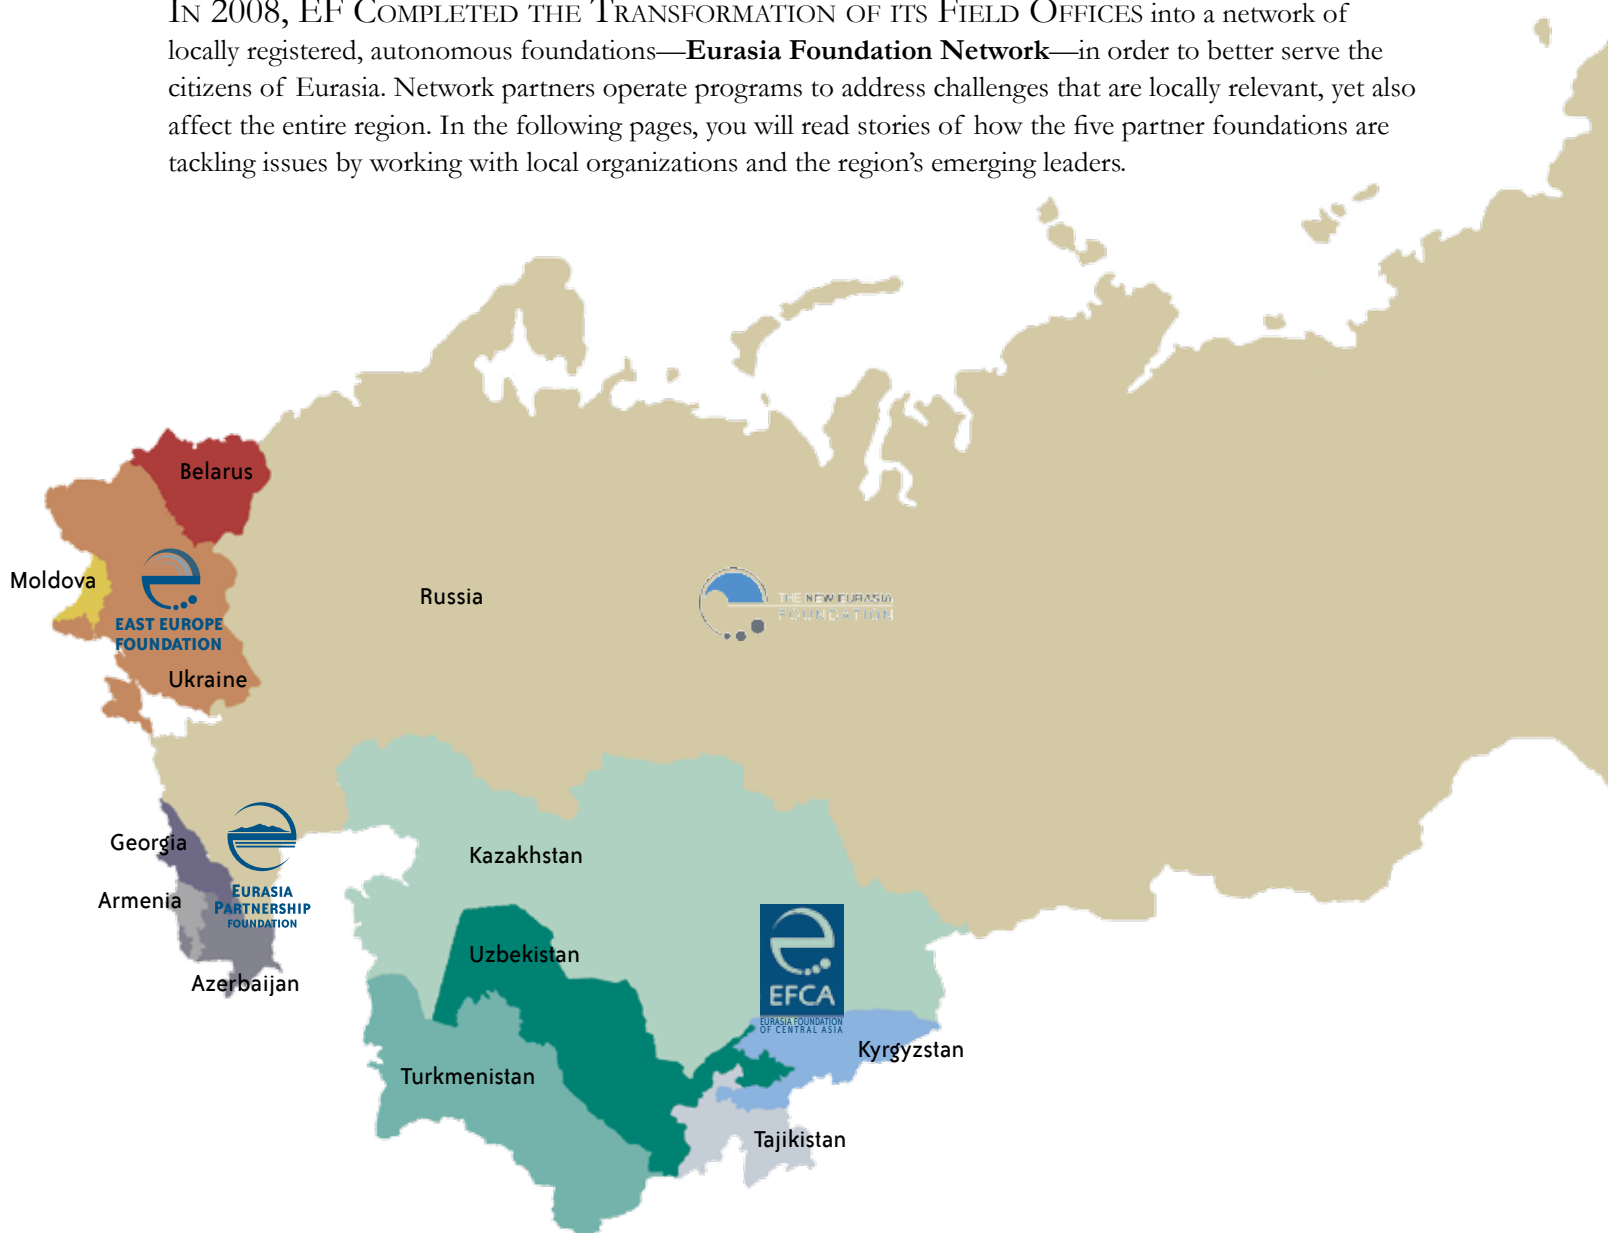 IN 2008, EF COMPLETED THE TRANSFORMATION OF ITS FIELD OFFICES into a network of
locally registered, autonomous foundations—Eurasia Foundation Network—in order to better serve the
citizens of Eurasia. Network partners operate programs to address challenges that are locally relevant, yet also
affect the entire region. In the following pages, you will read stories of how the five partner foundations are
tackling issues by working with local organizations and the region's emerging leaders.
Belarus
Moldova
EAST EUROPE
FOUNDATION
Ukraine
Russia
THE NEW EURASIA
FOUNDATION
Georgia
Armenia
EURASIA
PARTNERSHIP
FOUNDATION
Azerbaijan
Kazakhstan
Uzbekistan
EFCA
EURASIA FOUNDATION
OF CENTRAL ASIA
Kyrgyzstan
Turkmenistan
Tajikistan